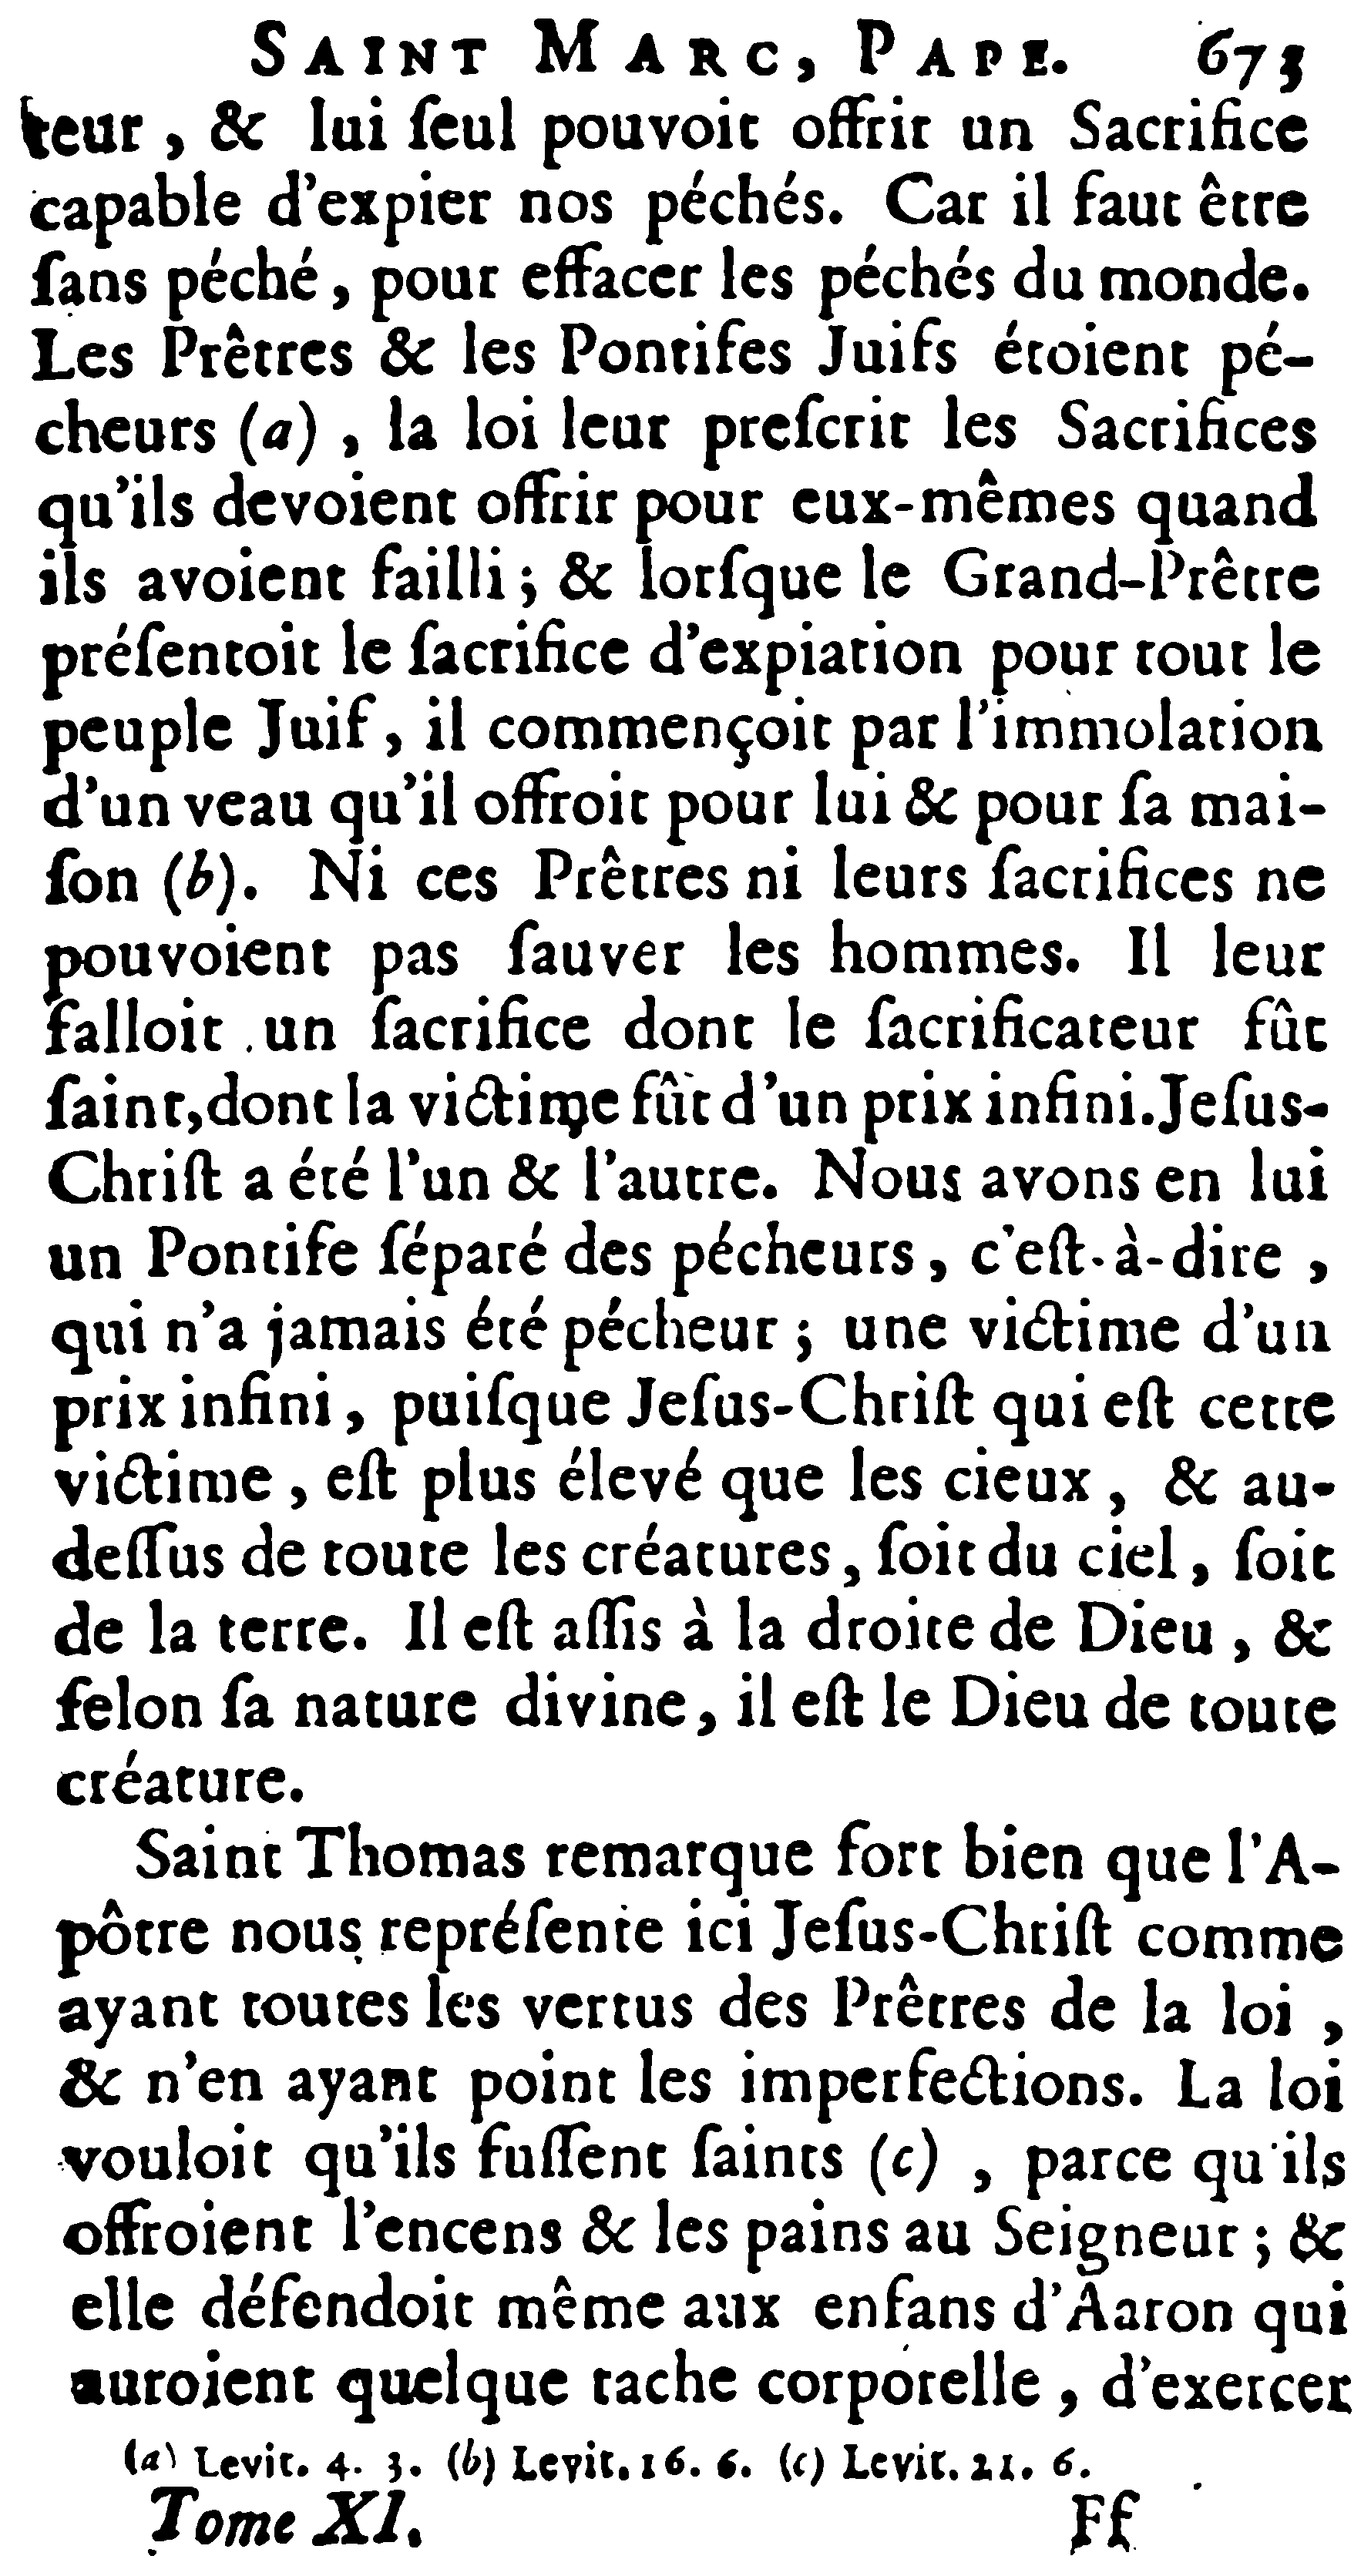 SAINT MARC, PAPE. 673
teur, & lui ſeul pouvoit offrir un Sacrifice
capable d'expier nos péchés. Car il faut être
ſans péché, pour effacer les péchés du monde.
Les Prêtres & les Pontifes Juifs étoient pé-
cheurs (a), la loi leur preſcrit les Sacrifices
qu'ils devoient offrir pour eux-mêmes quand
ils avoient failli; & lorſque le Grand-Prêtre
préſentoit le ſacrifice d'expiation pour tout le
peuple Juif, il commençoit par l'immolation
d'un veau qu'il offroit pour lui & pour ſa mai-
ſon (b). Ni ces Prêtres ni leurs ſacrifices ne
pouvoient pas ſauver les hommes. Il leur
falloit un ſacrifice dont le ſacrificateur fût
ſaint, dont la victime fût d'un prix infini. Jeſus-
Chriſt a été l'un & l'autre. Nous avons en lui
un Pontife ſéparé des pécheurs, c'eſt-à-dire,
qui n'a jamais été pécheur; une victime d'un
prix infini, puiſque Jeſus-Chriſt qui eſt cette
victime, eſt plus élevé que les cieux, & au-
deſſus de toute les créatures, ſoit du ciel, ſoit
de la terre. Il eſt aſſis à la droite de Dieu, &
ſelon ſa nature divine, il eſt le Dieu de toute
créature.
Saint Thomas remarque fort bien que l'A-
pôtre nous repréſente ici Jeſus-Chriſt comme
ayant toutes les vertus des Prêtres de la loi,
& n'en ayant point les imperfections. La loi
vouloit qu'ils fuſſent ſaints (c), parce qu'ils
offroient l'encens & les pains au Seigneur; &
elle défendoit même aux enfans d'Aaron qui
auroient quelque tache corporelle, d'exercer
(a) Levit. 4. 3. (b) Levit. 16. 6. (c) Levit. 21. 6.
Tome XI. Ff